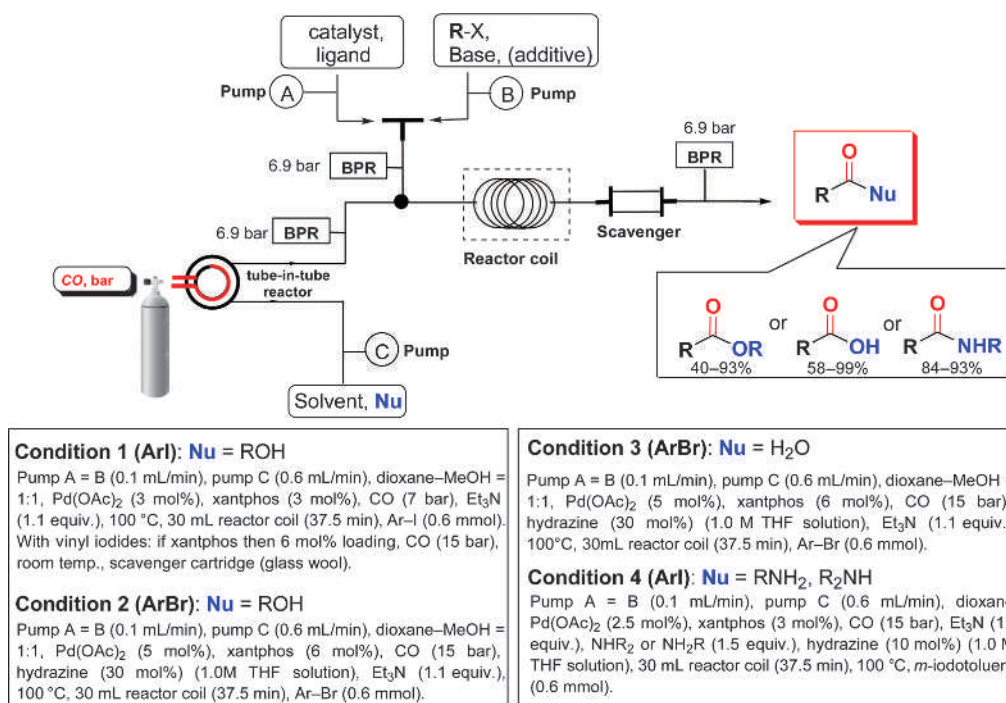 catalyst,
ligand
R-X,
Base, (additive)
Pump A
B Pump
6.9 bar BPR
6.9 bar
BPR
6.9 bar BPR
Reactor coil
Scavenger
O
R Nu
CO, bar
tube-in-tube
reactor
C Pump
Solvent, Nu
O or O or O
R OR R OH R NHR
40–93% 58–99% 84–93%
Condition 1 (ArI): Nu = ROH
Pump A = B (0.1 mL/min), pump C (0.6 mL/min), dioxane–MeOH =
1:1, Pd(OAc)2 (3 mol%), xantphos (3 mol%), CO (7 bar), Et3N
(1.1 equiv.), 100 °C, 30 mL reactor coil (37.5 min), Ar–I (0.6 mmol).
With vinyl iodides: if xantphos then 6 mol% loading, CO (15 bar),
room temp., scavenger cartridge (glass wool).
Condition 2 (ArBr): Nu = ROH
Pump A = B (0.1 mL/min), pump C (0.6 mL/min), dioxane–MeOH =
1:1, Pd(OAc)2 (5 mol%), xantphos (6 mol%), CO (15 bar),
hydrazine (30 mol%) (1.0M THF solution), Et3N (1.1 equiv.),
100 °C, 30 mL reactor coil (37.5 min), Ar–Br (0.6 mmol).
Condition 3 (ArBr): Nu = H2O
Pump A = B (0.1 mL/min), pump C (0.6 mL/min), dioxane–MeOH
1:1, Pd(OAc)2 (5 mol%), xantphos (6 mol%), CO (15 bar)
hydrazine (30 mol%) (1.0 M THF solution), Et3N (1.1 equiv.
100°C, 30mL reactor coil (37.5 min), Ar–Br (0.6 mmol).
Condition 4 (ArI): Nu = RNH2, R2NH
Pump A = B (0.1 mL/min), pump C (0.6 mL/min), dioxane
Pd(OAc)2 (2.5 mol%), xantphos (3 mol%), CO (15 bar), Et3N (1.
equiv.), NHR2 or NH2R (1.5 equiv.), hydrazine (10 mol%) (1.0 M
THF solution), 30 mL reactor coil (37.5 min), 100 °C, m-iodotoluen
(0.6 mmol).